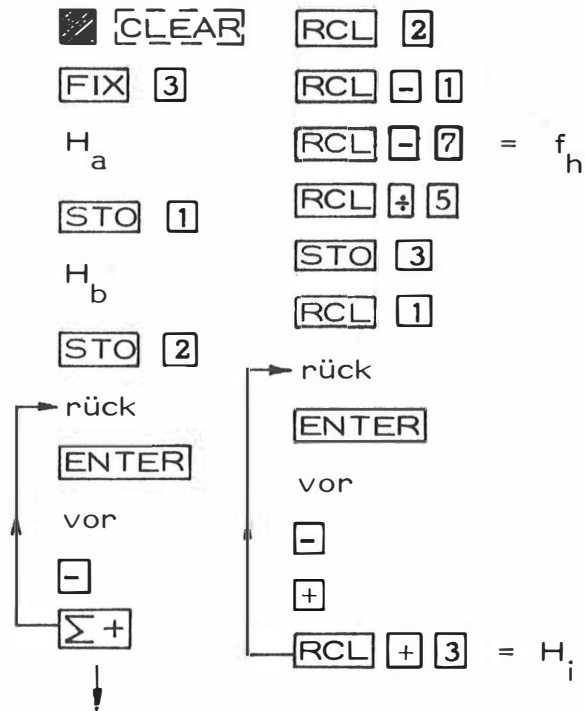 CLEAR
FIX 3
H_a
STO 1
H_b
STO 2
rück
ENTER
vor
-
Σ +
RCL 2
RCL - 1
RCL - 7 = f_h
RCL ÷ 5
STO 3
RCL 1
rück
ENTER
vor
-
+
RCL + 3 = H_i